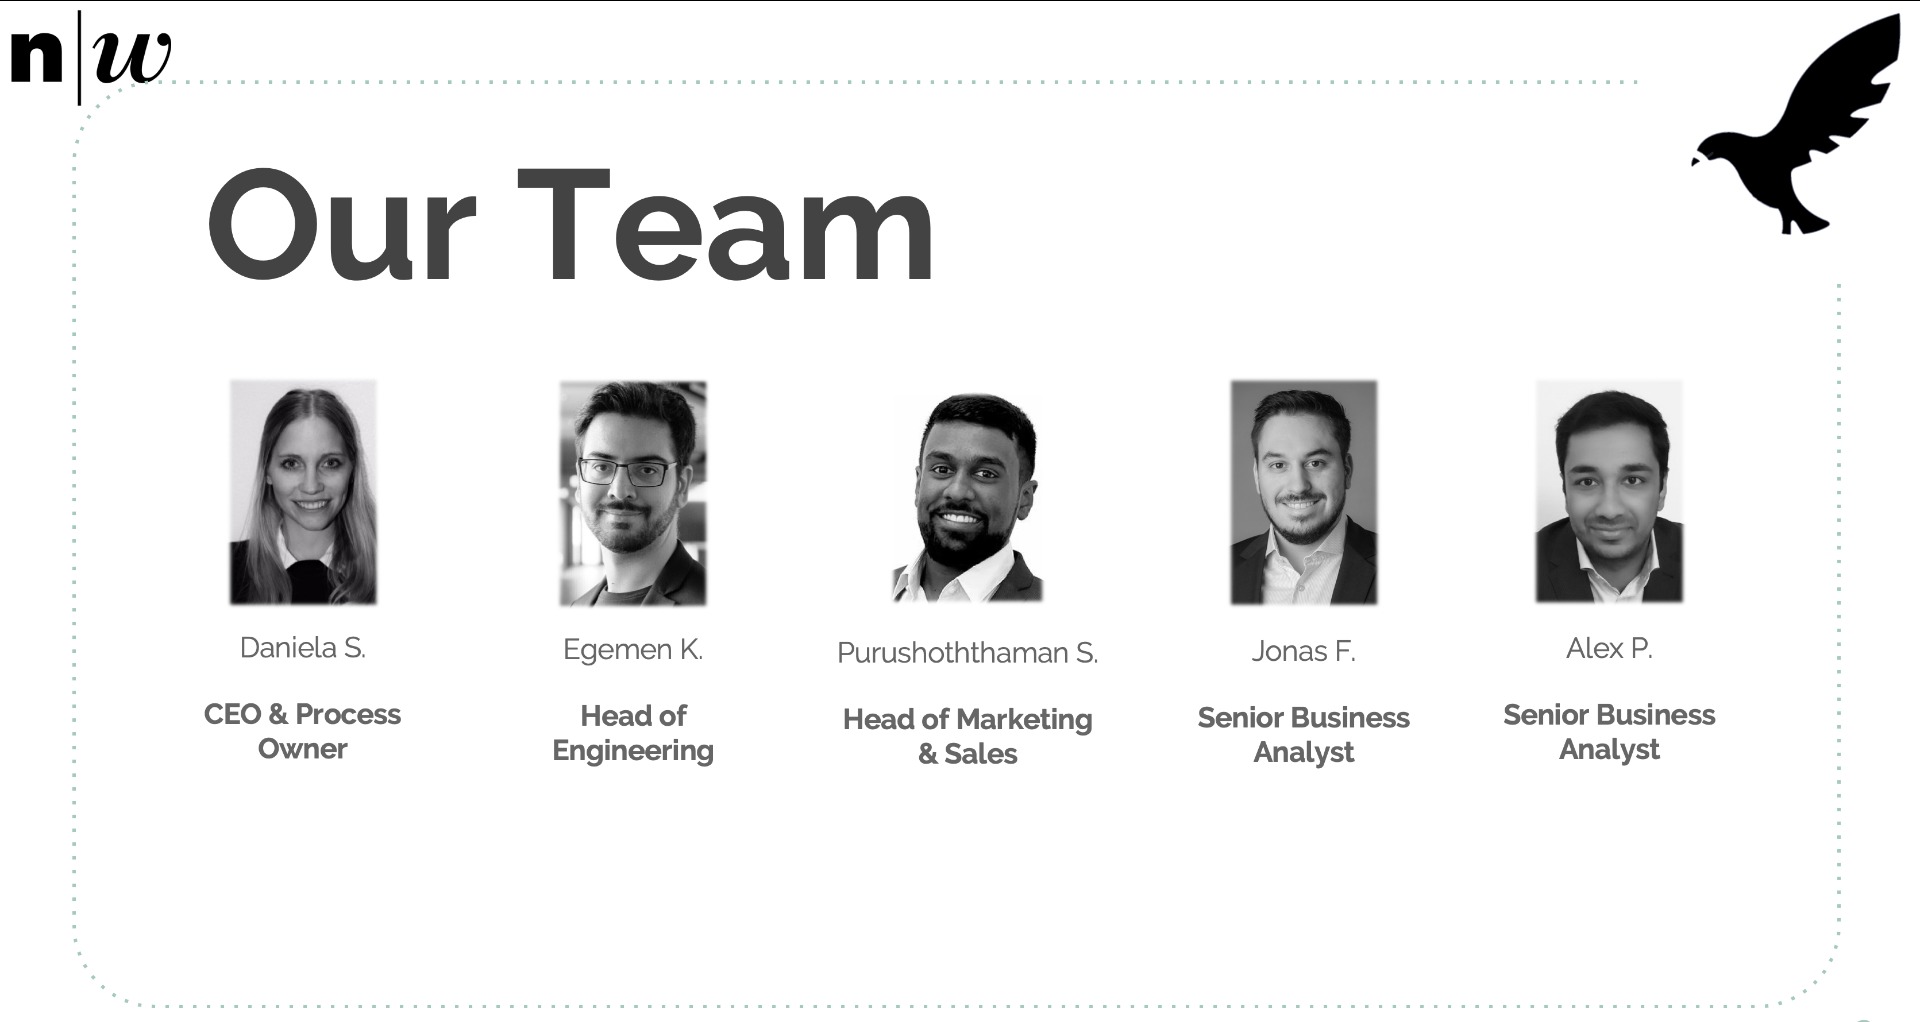 n|w
Our Team
Daniela S.
Egemen K.
Purushoththaman S.
Jonas F.
Alex P.
CEO & Process
Owner
Head of
Engineering
Head of Marketing
& Sales
Senior Business
Analyst
Senior Business
Analyst